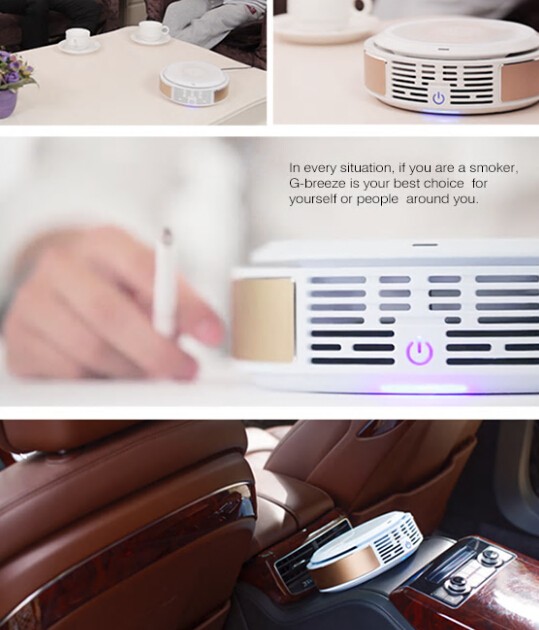 In every situation, if you are a smoker,
G-breeze is your best choice for
yourself or people around you.